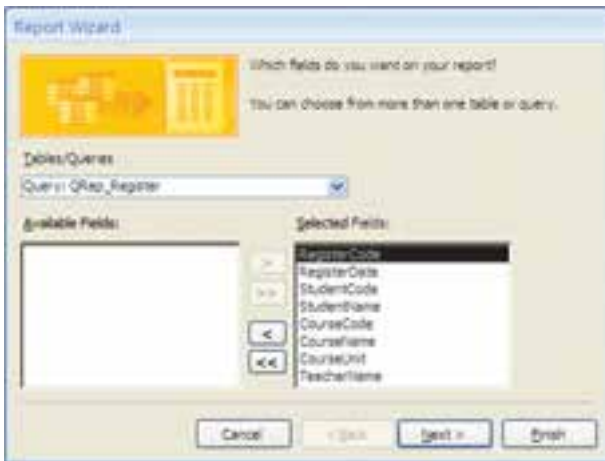 Report Wizard
Which fields do you want on your report?
You can choose from more than one table or query.
Tables/Queries
Query: QRep_Register
Available Fields:
Selected Fields:
>
>>
<
<<
RegisterCode
RegisterDate
StudentCode
StudentName
CourseCode
CourseName
CourseUnit
TeacherName
Cancel
< Back
Next >
Finish